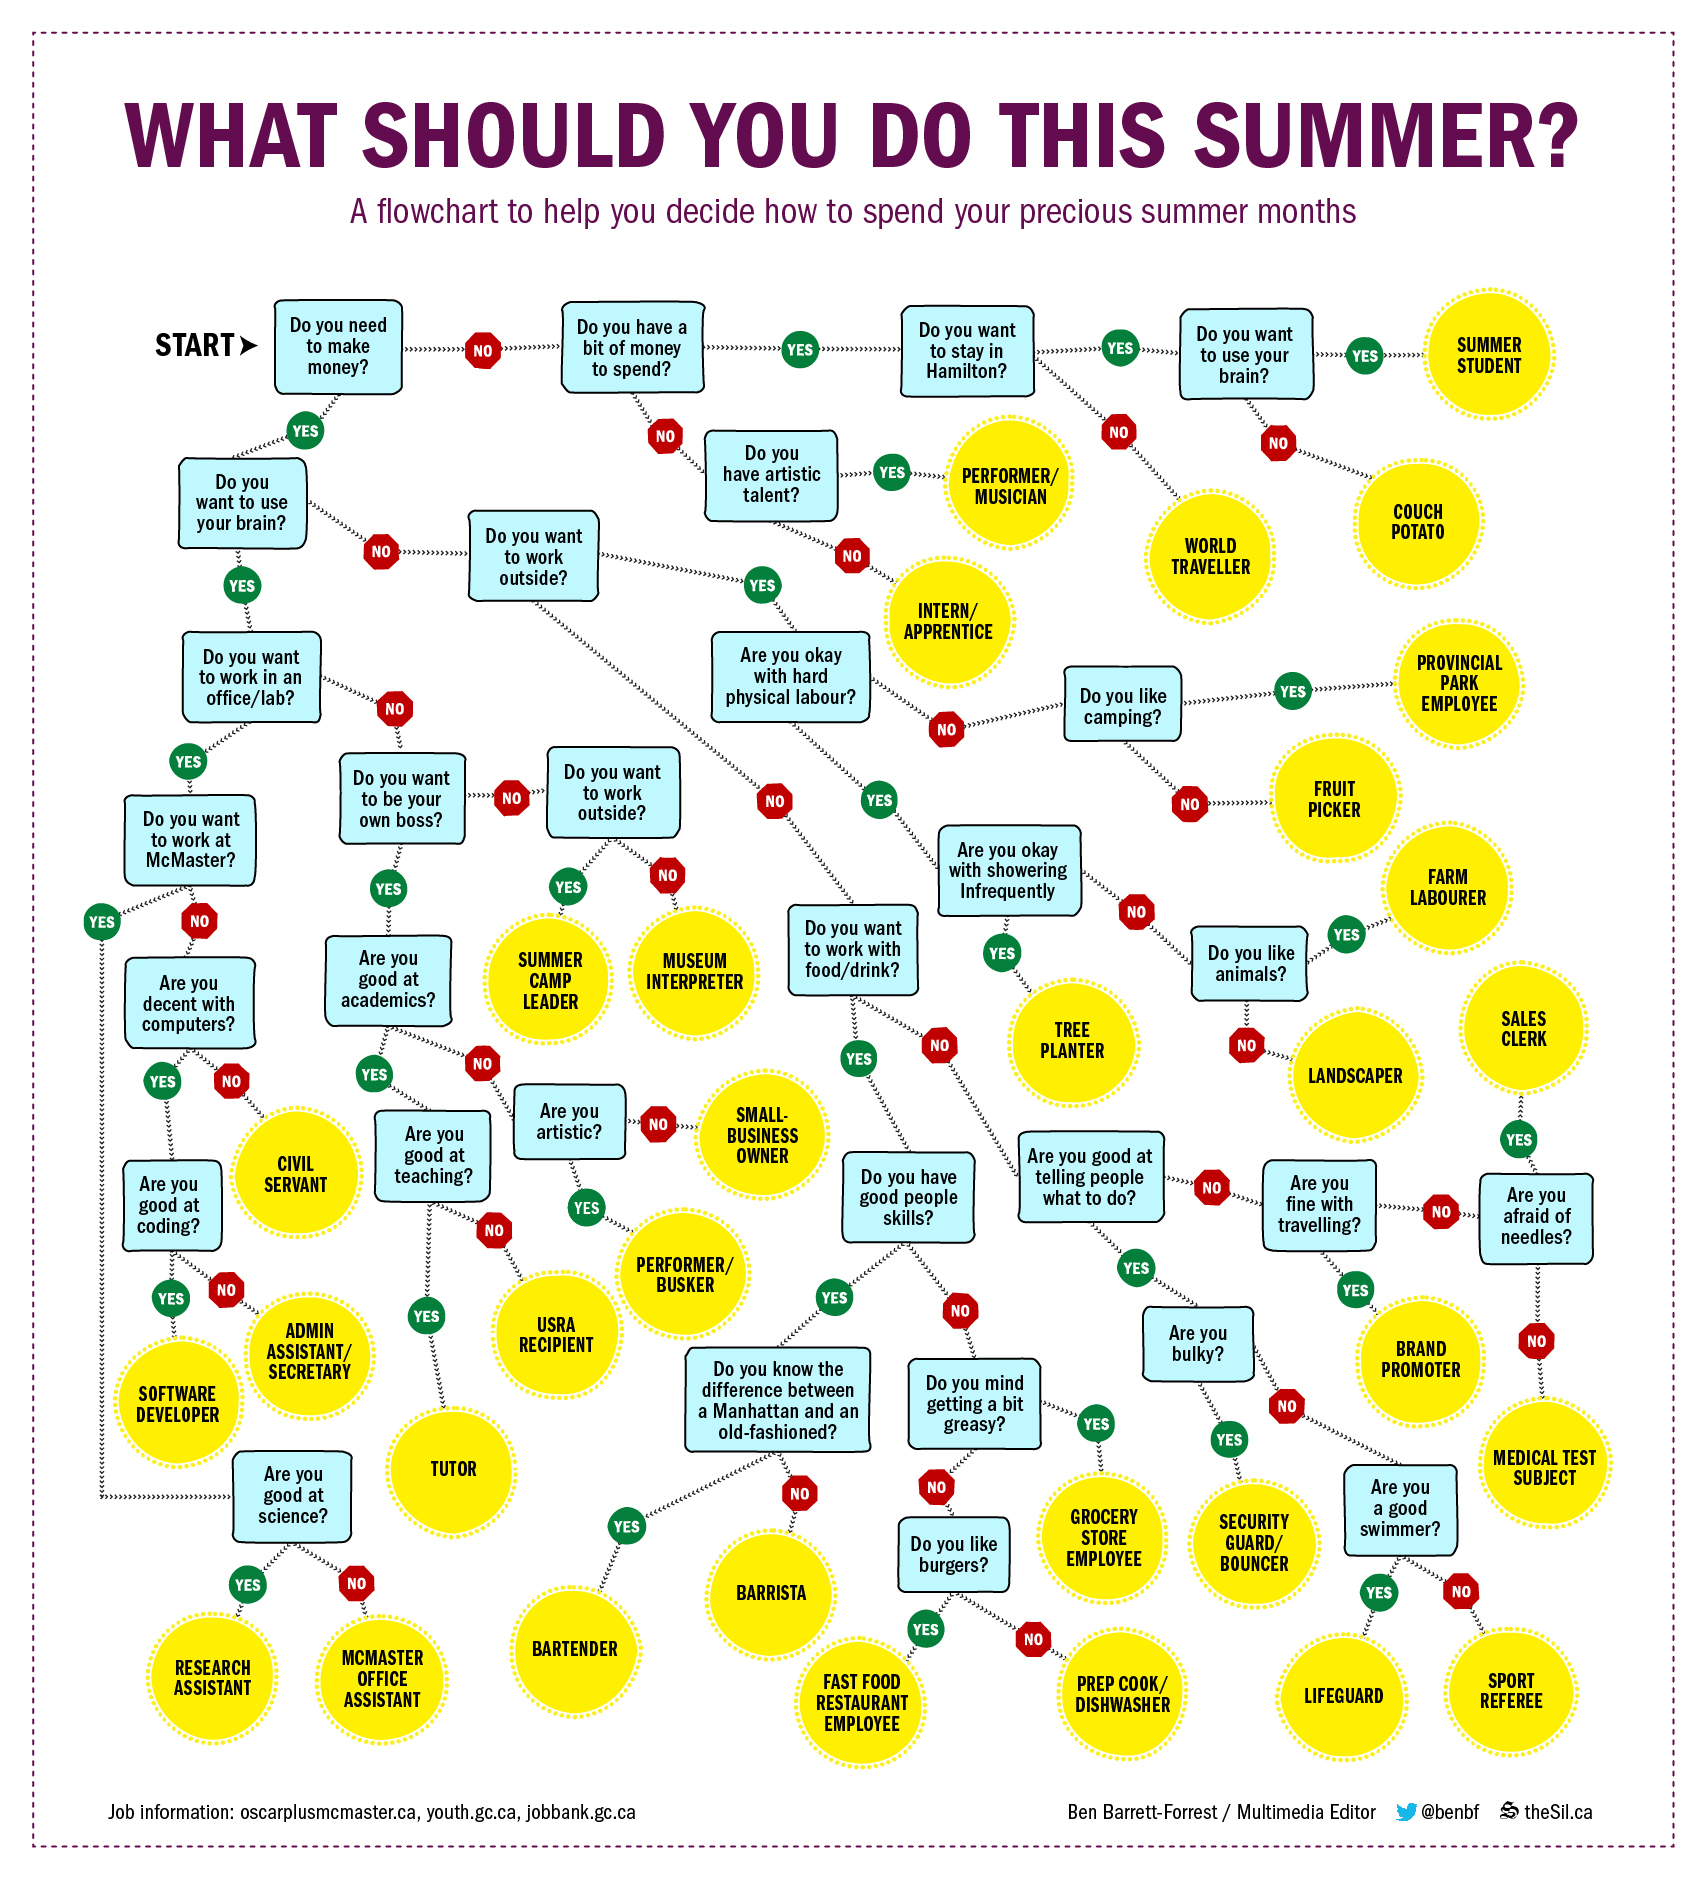 WHAT SHOULD YOU DO THIS SUMMER?
A flowchart to help you decide how to spend your precious summer months
START
Do you need
to make
money?
NO
Do you have a
bit of money
to spend?
YES
Do you want
to stay in
Hamilton?
YES
Do you want
to use your
brain?
YES
SUMMER
STUDENT
YES
NO
NO
NO
Do you
have artistic
talent?
YES
PERFORMER/
MUSICIAN
COUCH
POTATO
Do you
want to use
your brain?
NO
Do you want
to work
outside?
NO
WORLD
TRAVELLER
YES
YES
INTERN/
APPRENTICE
Do you want
to work in an
office/lab?
NO
Are you okay
with hard
physical labour?
NO
Do you like
camping?
YES
PROVINCIAL
PARK
EMPLOYEE
YES
Do you want
to be your
own boss?
NO
Do you want
to work
outside?
NO
YES
NO
FRUIT
PICKER
Do you want
to work at
McMaster?
YES
YES
NO
Are you okay
with showering
Infrequently
NO
FARM
LABOURER
YES
NO
Do you want
to work with
food/drink?
YES
Do you like
animals?
YES
Are you
decent with
computers?
Are you
good at
academics?
SUMMER
CAMP
LEADER
MUSEUM
INTERPRETER
TREE
PLANTER
NO
LANDSCAPER
SALES
CLERK
YES
NO
YES
NO
YES
NO
YES
CIVIL
SERVANT
Are you
good at
teaching?
Are you
artistic?
NO
SMALL-
BUSINESS
OWNER
Do you have
good people
skills?
Are you good at
telling people
what to do?
NO
Are you
fine with
travelling?
NO
Are you
afraid of
needles?
Are you
good at
coding?
NO
YES
PERFORMER/
BUSKER
YES
YES
NO
YES
NO
YES
USRA
RECIPIENT
YES
NO
Are you
bulky?
BRAND
PROMOTER
SOFTWARE
DEVELOPER
ADMIN
ASSISTANT/
SECRETARY
Do you know the
difference between
a Manhattan and an
old-fashioned?
Do you mind
getting a bit
greasy?
YES
YES
NO
MEDICAL TEST
SUBJECT
TUTOR
Are you
good at
science?
YES
NO
NO
GROCERY
STORE
EMPLOYEE
SECURITY
GUARD/
BOUNCER
Are you
a good
swimmer?
YES
NO
BARTENDER
BARRISTA
Do you like
burgers?
YES
NO
YES
NO
RESEARCH
ASSISTANT
MCMASTER
OFFICE
ASSISTANT
FAST FOOD
RESTAURANT
EMPLOYEE
PREP COOK/
DISHWASHER
LIFEGUARD
SPORT
REFEREE
Job information: oscarplusmcmaster.ca, youth.gc.ca, jobbank.gc.ca
Ben Barrett-Forrest / Multimedia Editor @benbf S theSil.ca